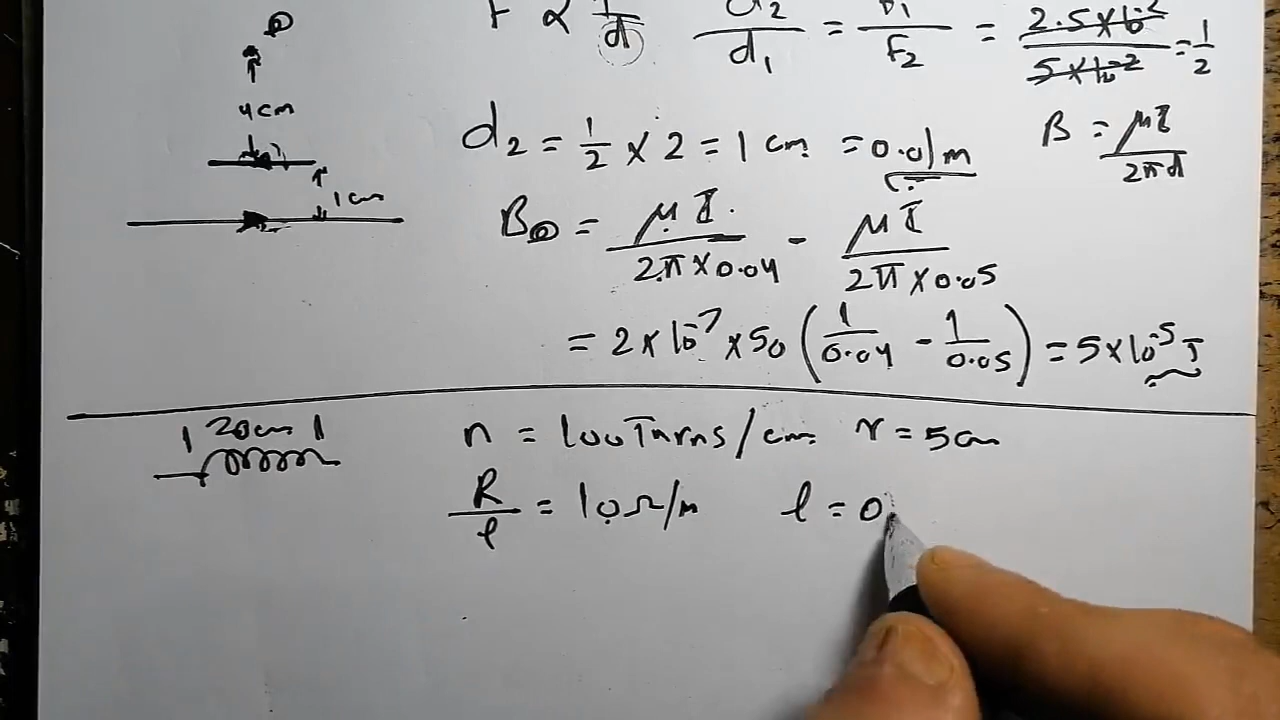 F ∝ 1/d d2/d1 = F1/F2 = 2.5×10^-2/5×10^-2 = 1/2
4cm
d2 = 1/2 × 2 = 1 cm = 0.01m B = μI/2πd
1cm
B = μI/2π×0.04 - μI/2π×0.05
= 2×10^-7 × 50 (1/0.04 - 1/0.05) = 5×10^-5 T
20cm n = 100 Turns/cm r = 5cm
R/ℓ = 10Ω/m ℓ = 0